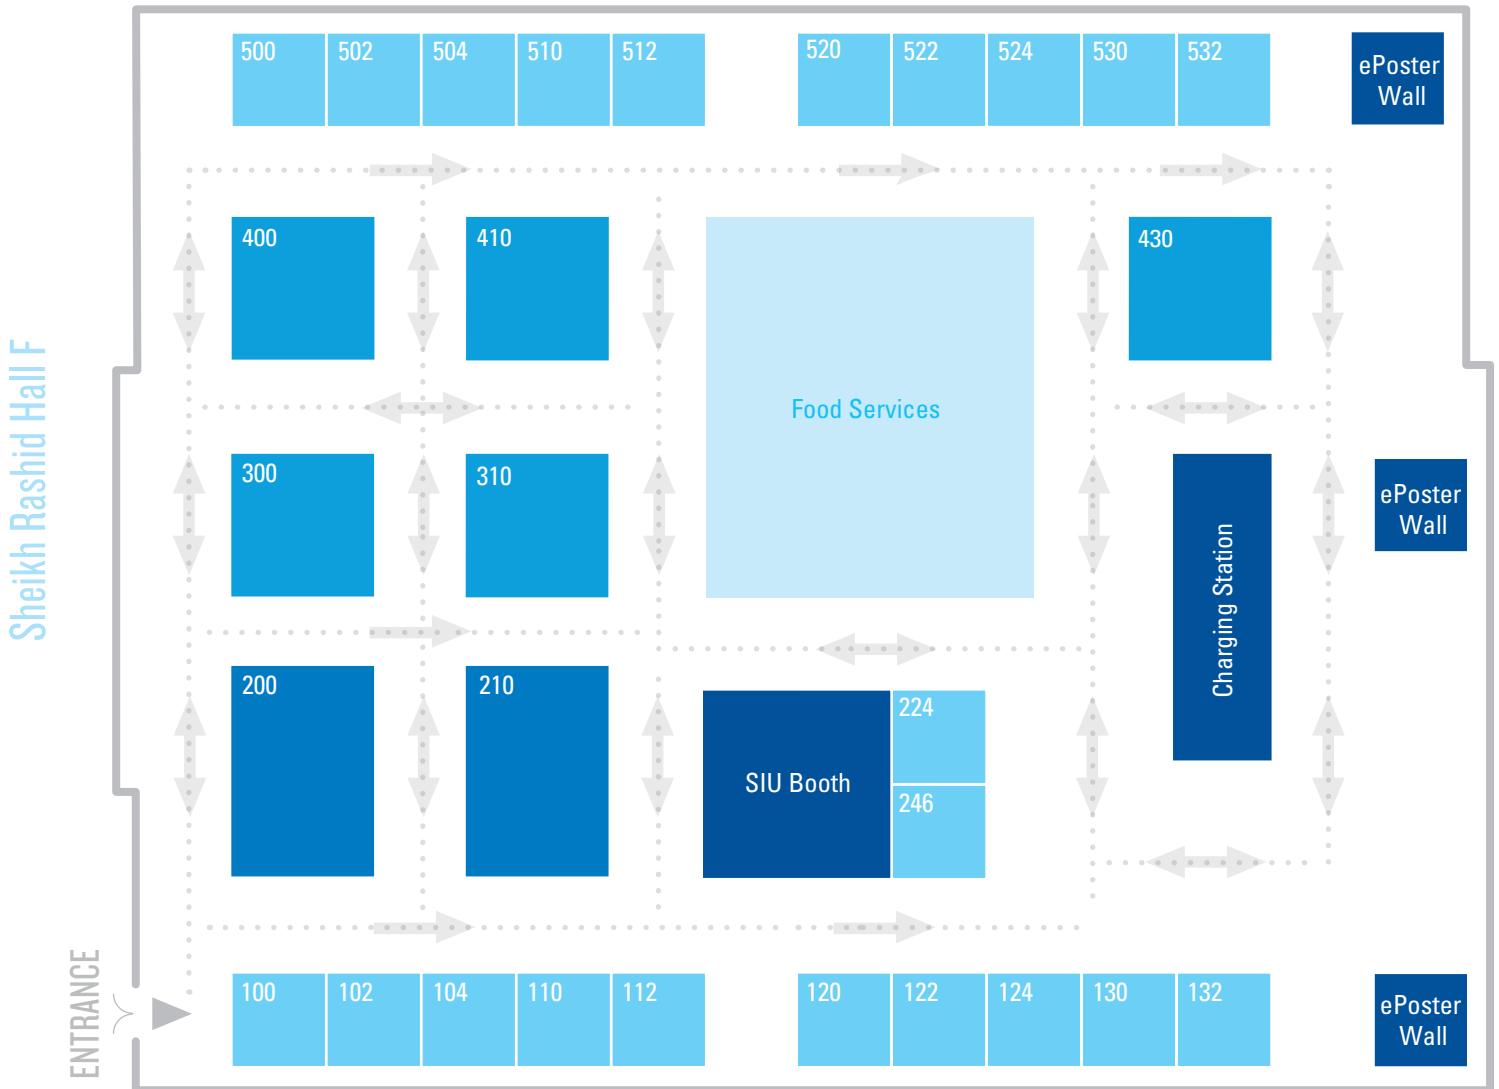 500
502
504
510
512
520
522
524
530
532
ePoster
Wall
400
410
430
Sheikh Rashid Hall F
Food Services
300
310
ePoster
Wall
Charging Station
200
210
224
SIU Booth
246
ENTRANCE
100
102
104
110
112
120
122
124
130
132
ePoster
Wall